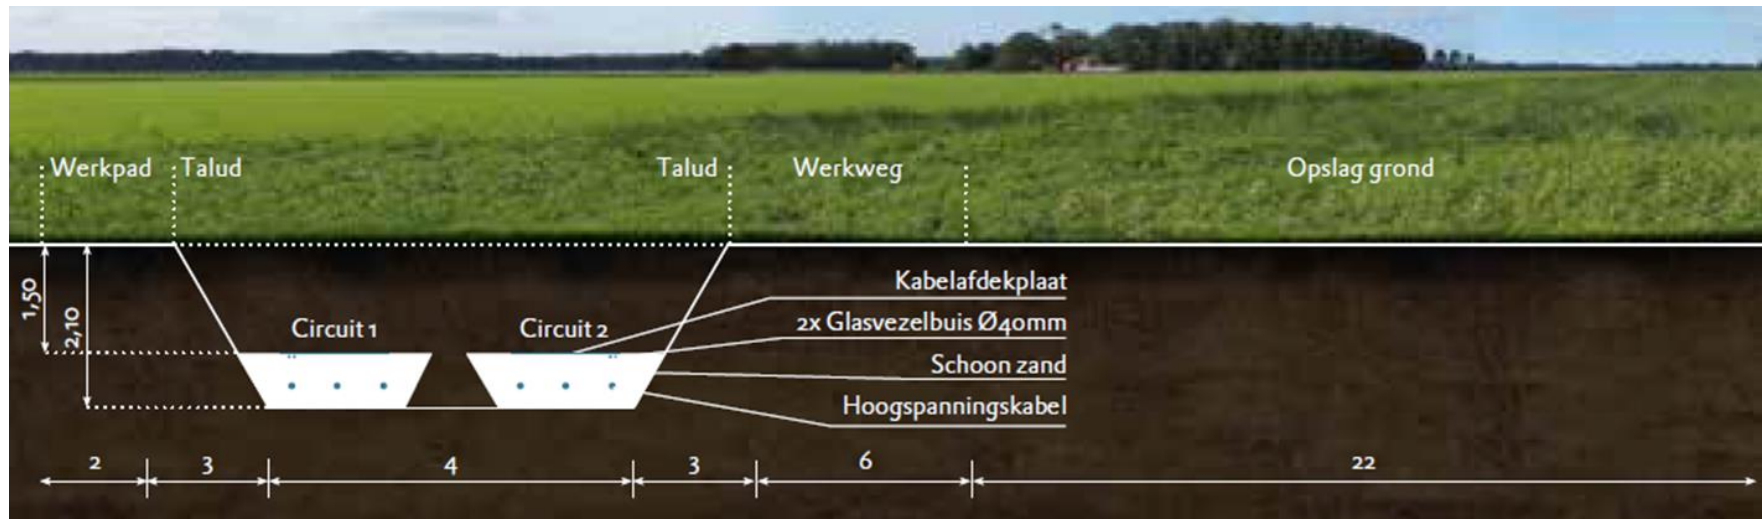 Werkpad
Talud
Talud
Werkweg
Opslag grond
1,50
2,10
Circuit 1
Circuit 2
Kabelafdekplaat
2x Glasvezelbuis Ø40mm
Schoon zand
Hoogspanningskabel
2
3
4
3
6
22